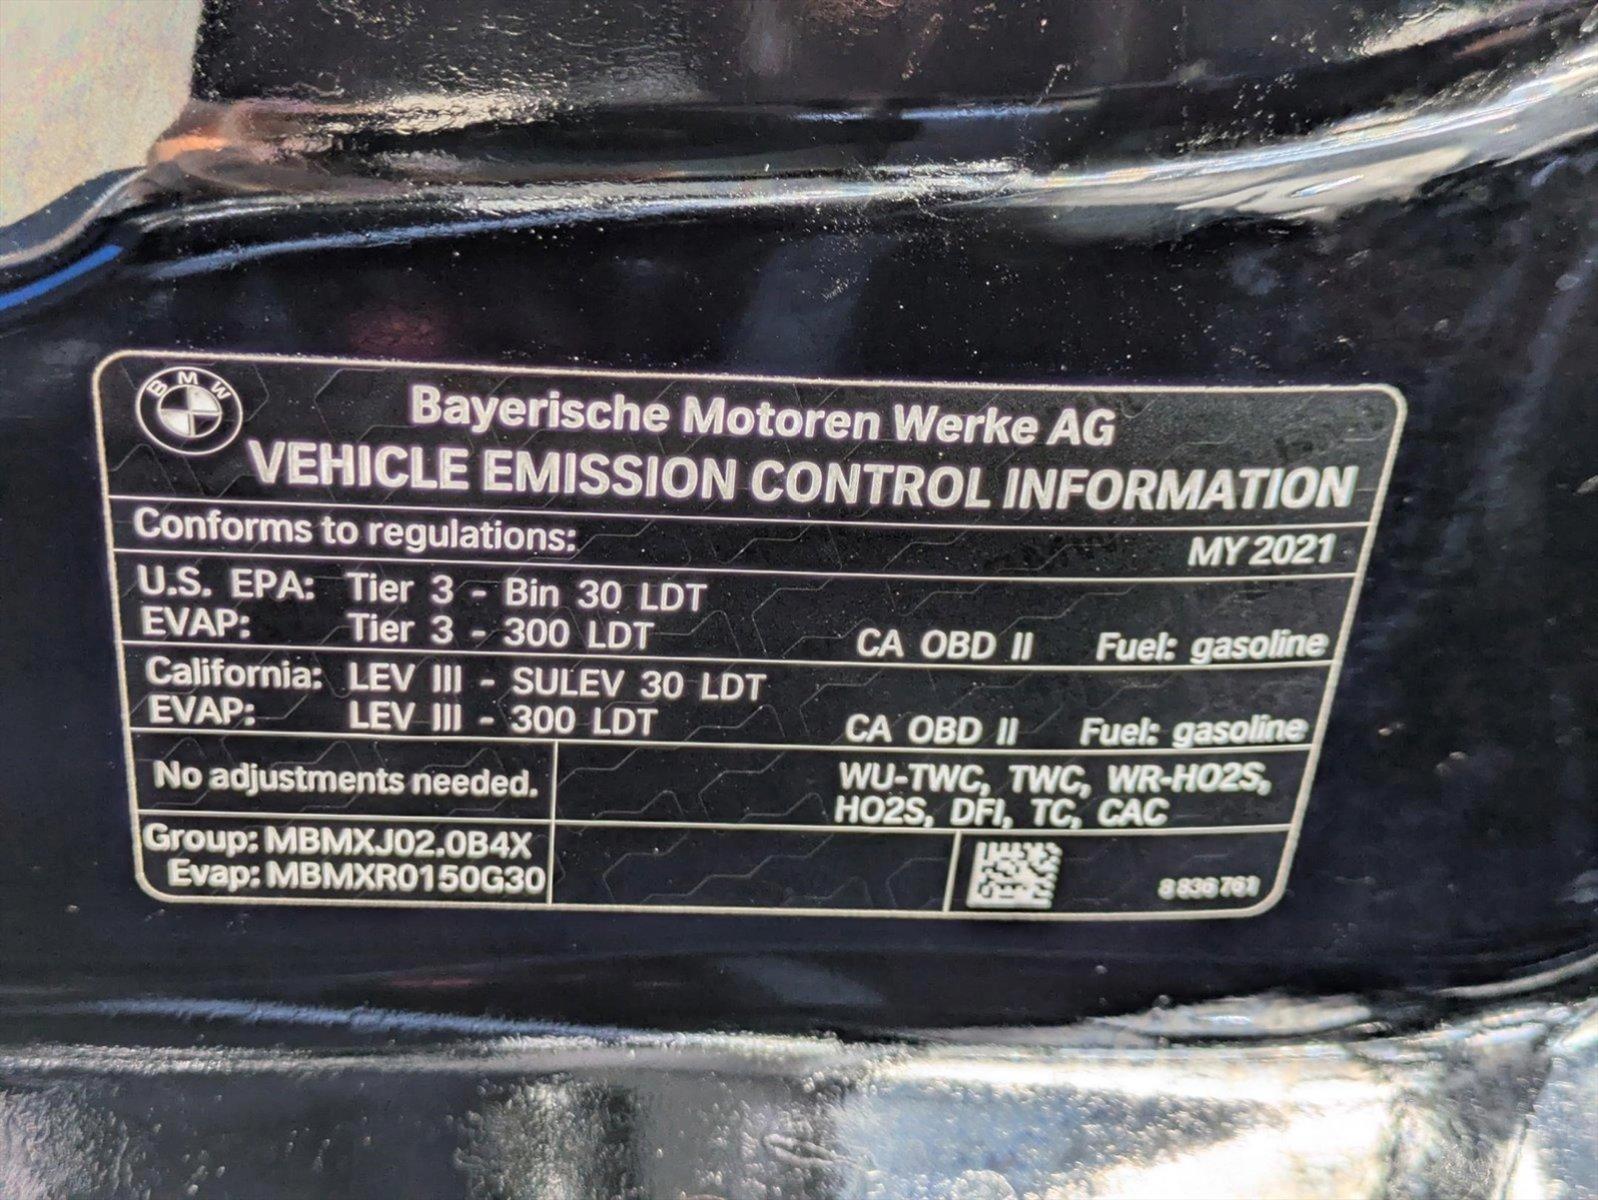 BMW
Bayerische Motoren Werke AG
VEHICLE EMISSION CONTROL INFORMATION
Conforms to regulations:
MY 2021
U.S. EPA: Tier 3 - Bin 30 LDT
EVAP: Tier 3 - 300 LDT CA OBD II Fuel: gasoline
California: LEV III - SULEV 30 LDT
EVAP: LEV III - 300 LDT CA OBD II Fuel: gasoline
No adjustments needed.
WU-TWC, TWC, WR-HO2S,
HO2S, DFI, TC, CAC
Group: MBMXJ02.0B4X
Evap: MBMXR0150G30
8 836 761